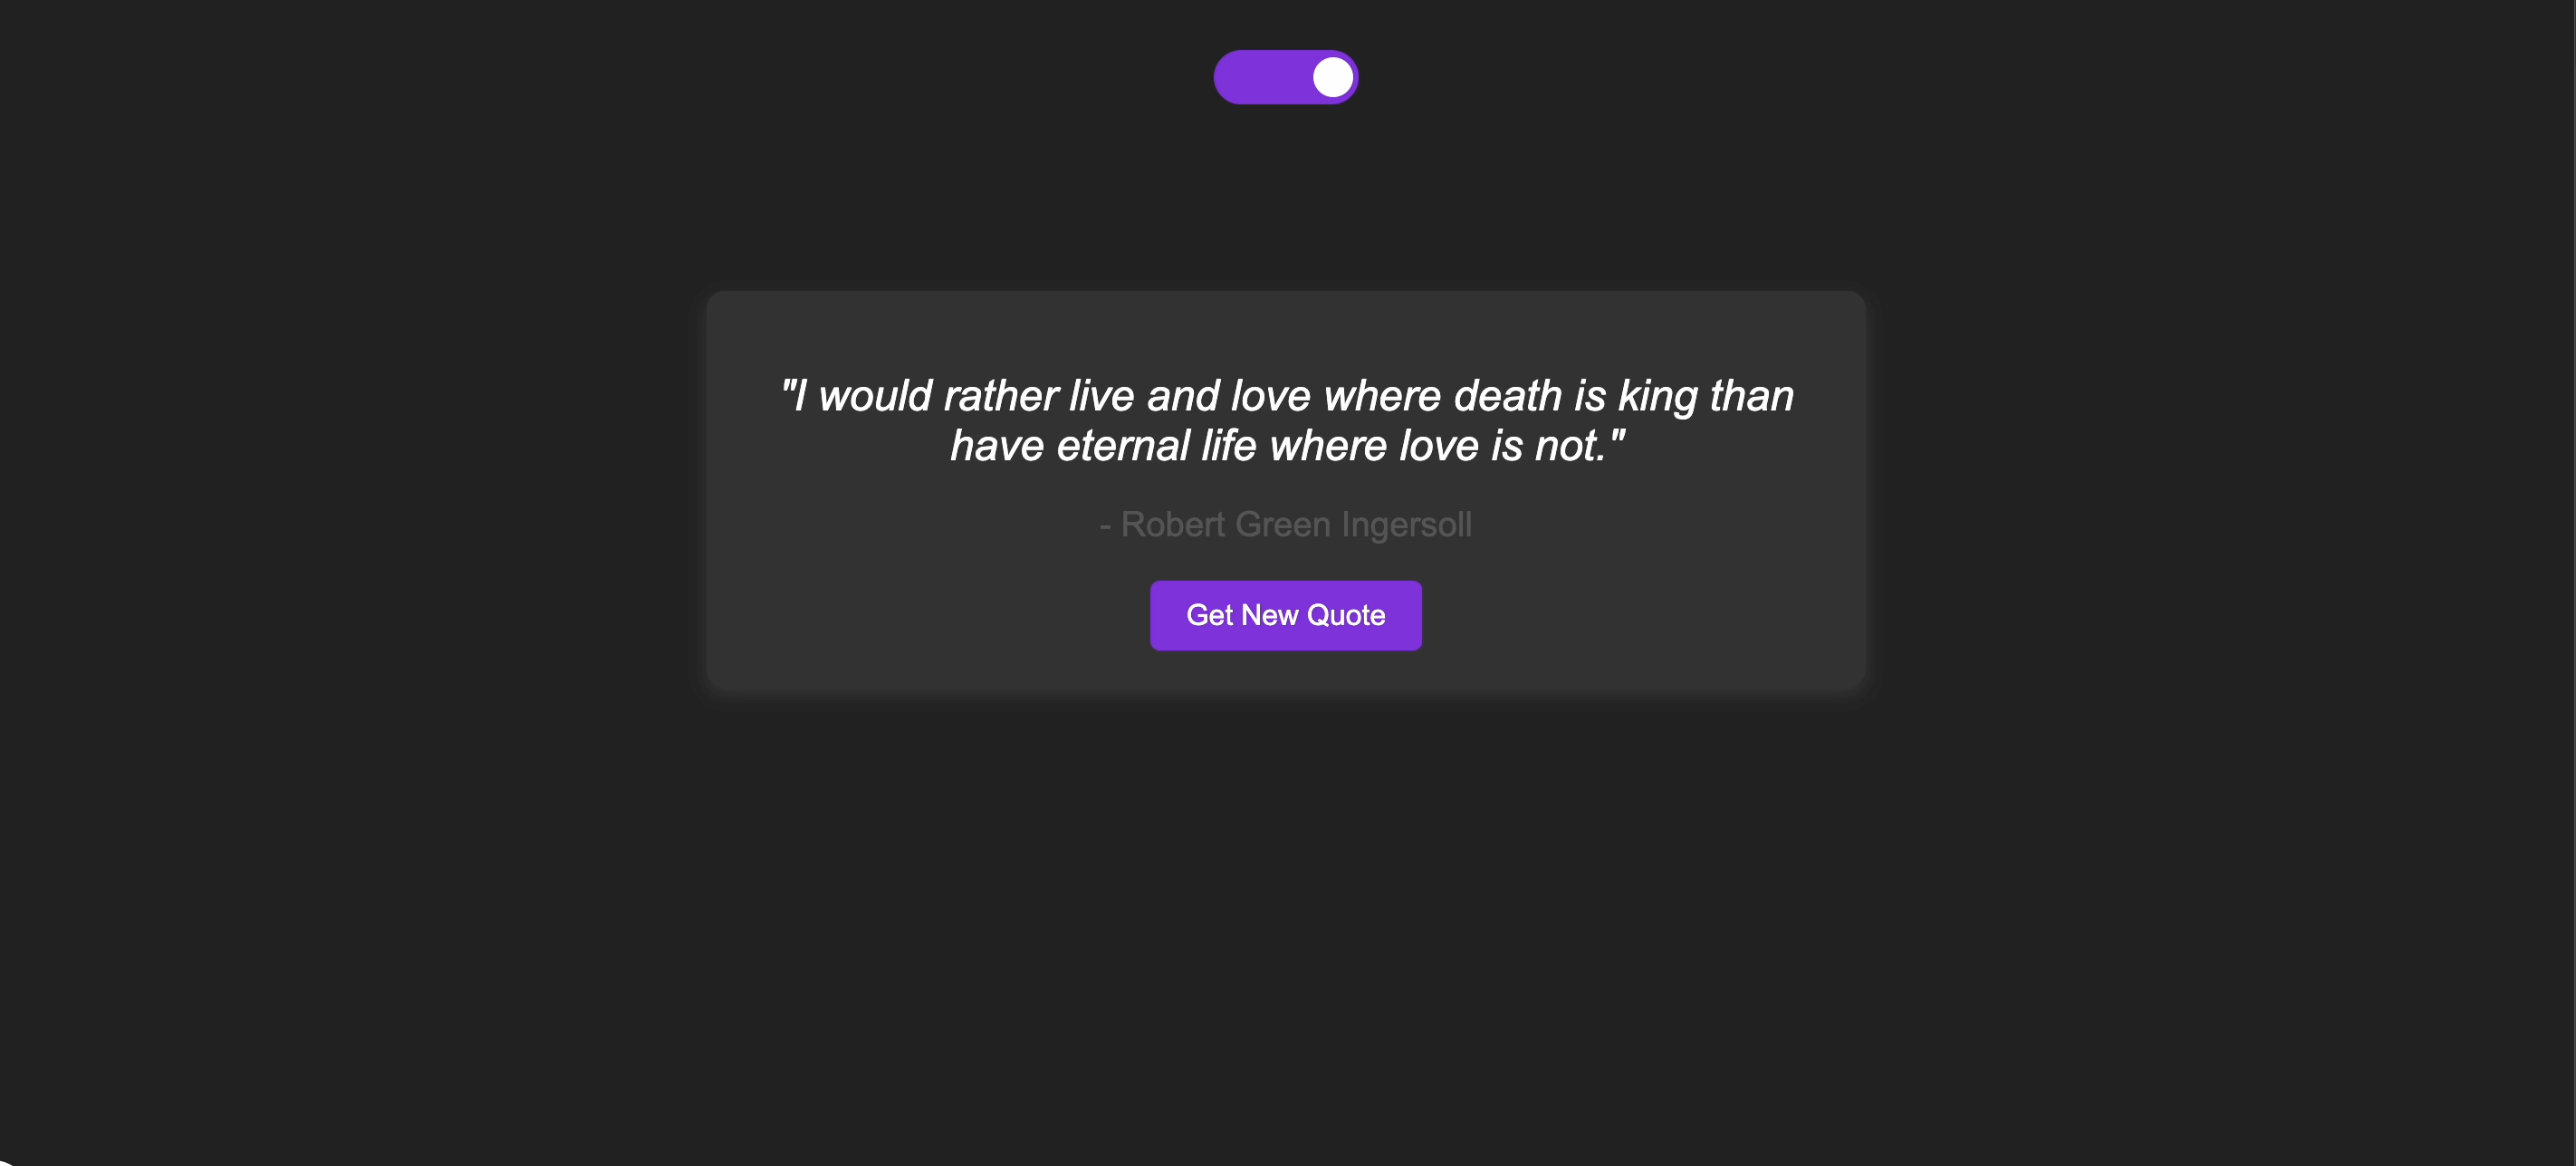 "I would rather live and love where death is king than
have eternal life where love is not."
- Robert Green Ingersoll
Get New Quote